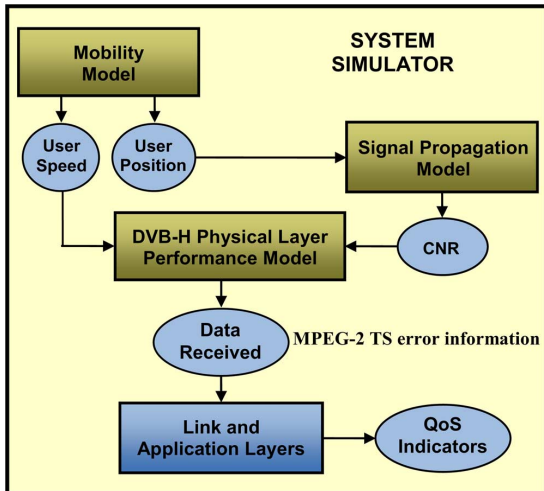 SYSTEM
SIMULATOR
Mobility
Model
User
Speed
User
Position
Signal Propagation
Model
DVB-H Physical Layer
Performance Model
CNR
Data
Received
MPEG-2 TS error information
Link and
Application Layers
QoS
Indicators